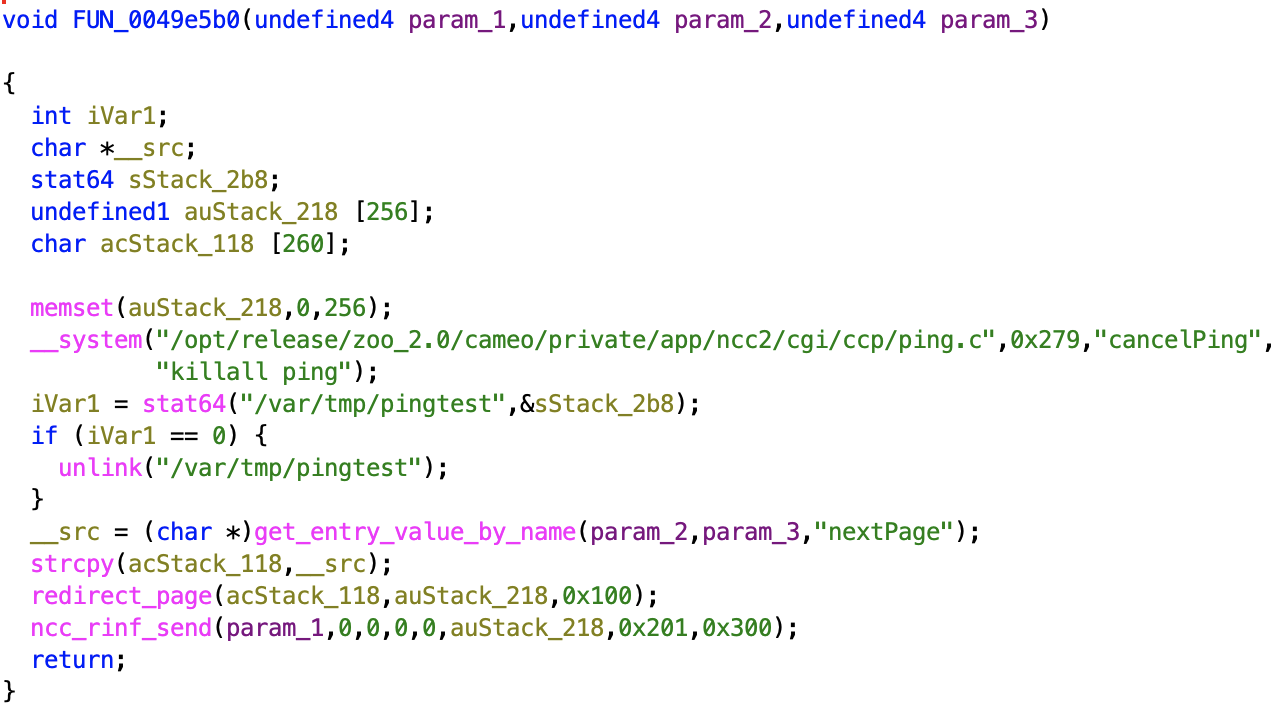 void FUN_0049e5b0(undefined4 param_1,undefined4 param_2,undefined4 param_3)
{
int iVar1;
char *__src;
stat64 sStack_2b8;
undefined1 auStack_218 [256];
char acStack_118 [260];
memset(auStack_218,0,256);
__system("/opt/release/zoo_2.0/cameo/private/app/ncc2/cgi/ccp/ping.c",0x279,"cancelPing",
"killall ping");
iVar1 = stat64("/var/tmp/pingtest",&sStack_2b8);
if (iVar1 == 0) {
unlink("/var/tmp/pingtest");
}
__src = (char *)get_entry_value_by_name(param_2,param_3,"nextPage");
strcpy(acStack_118,__src);
redirect_page(acStack_118,auStack_218,0x100);
ncc_rinf_send(param_1,0,0,0,0,auStack_218,0x201,0x300);
return;
}